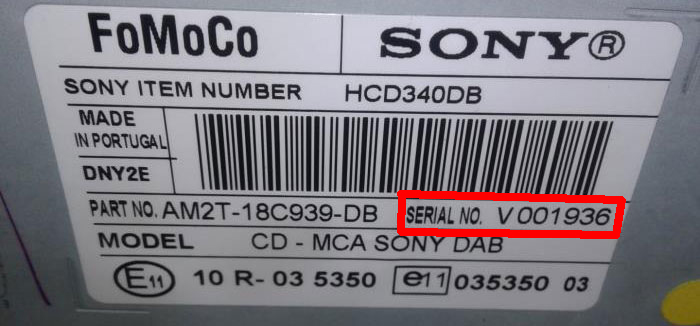 FoMoCo SONY®
SONY ITEM NUMBER HCD340DB
MADE
IN PORTUGAL
DNY2E
PART NO. AM2T-18C939-DB SERIAL NO. V001936
MODEL CD - MCA SONY DAB
E11 10 R- 03 5350 e11 035350 03